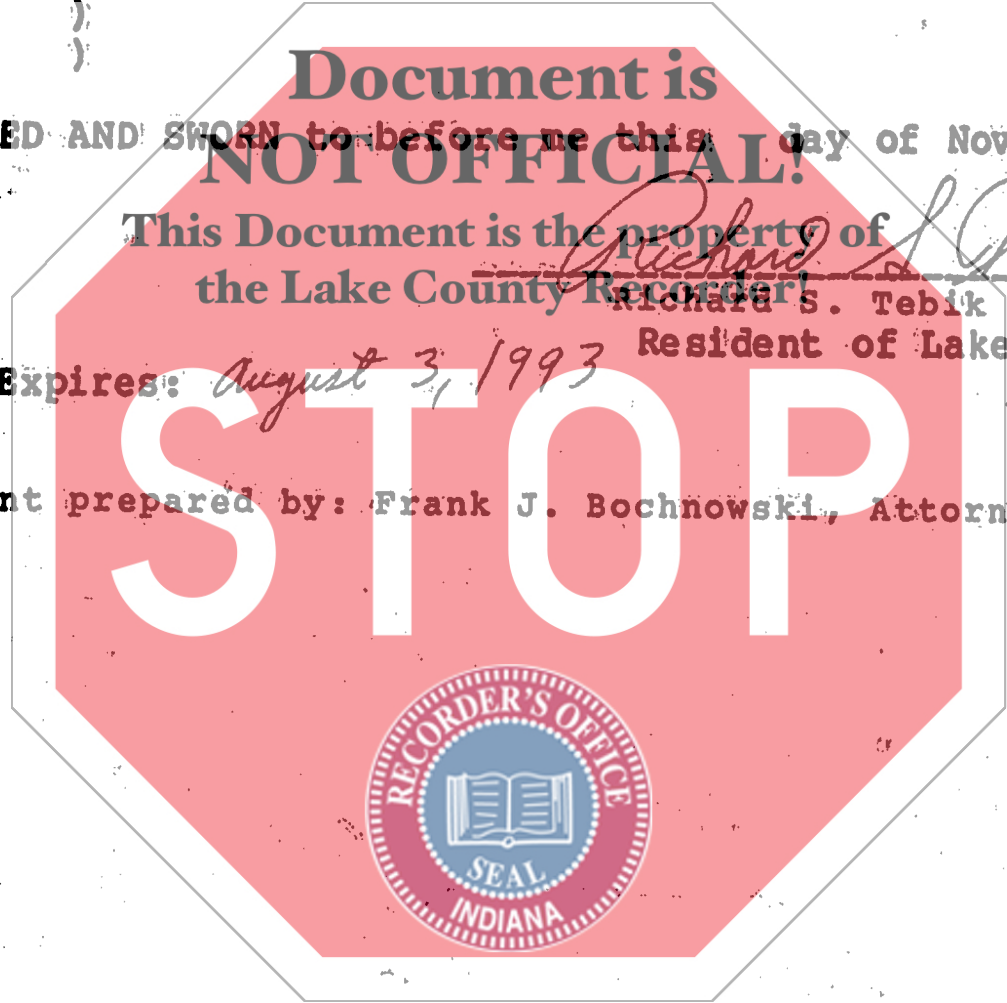 )
)
Document is
ED AND SWORN to before me this day of Nov
NOT OFFICIAL!
This Document is the property of
Richard S
the Lake County Recorder!
Richard S. Tebik
Resident of Lake
Expires: August 3, 1993
STOP
nt prepared by: Frank J. Bochnowski, Attorn
RECORDER'S OFFICE
SEAL
INDIANA